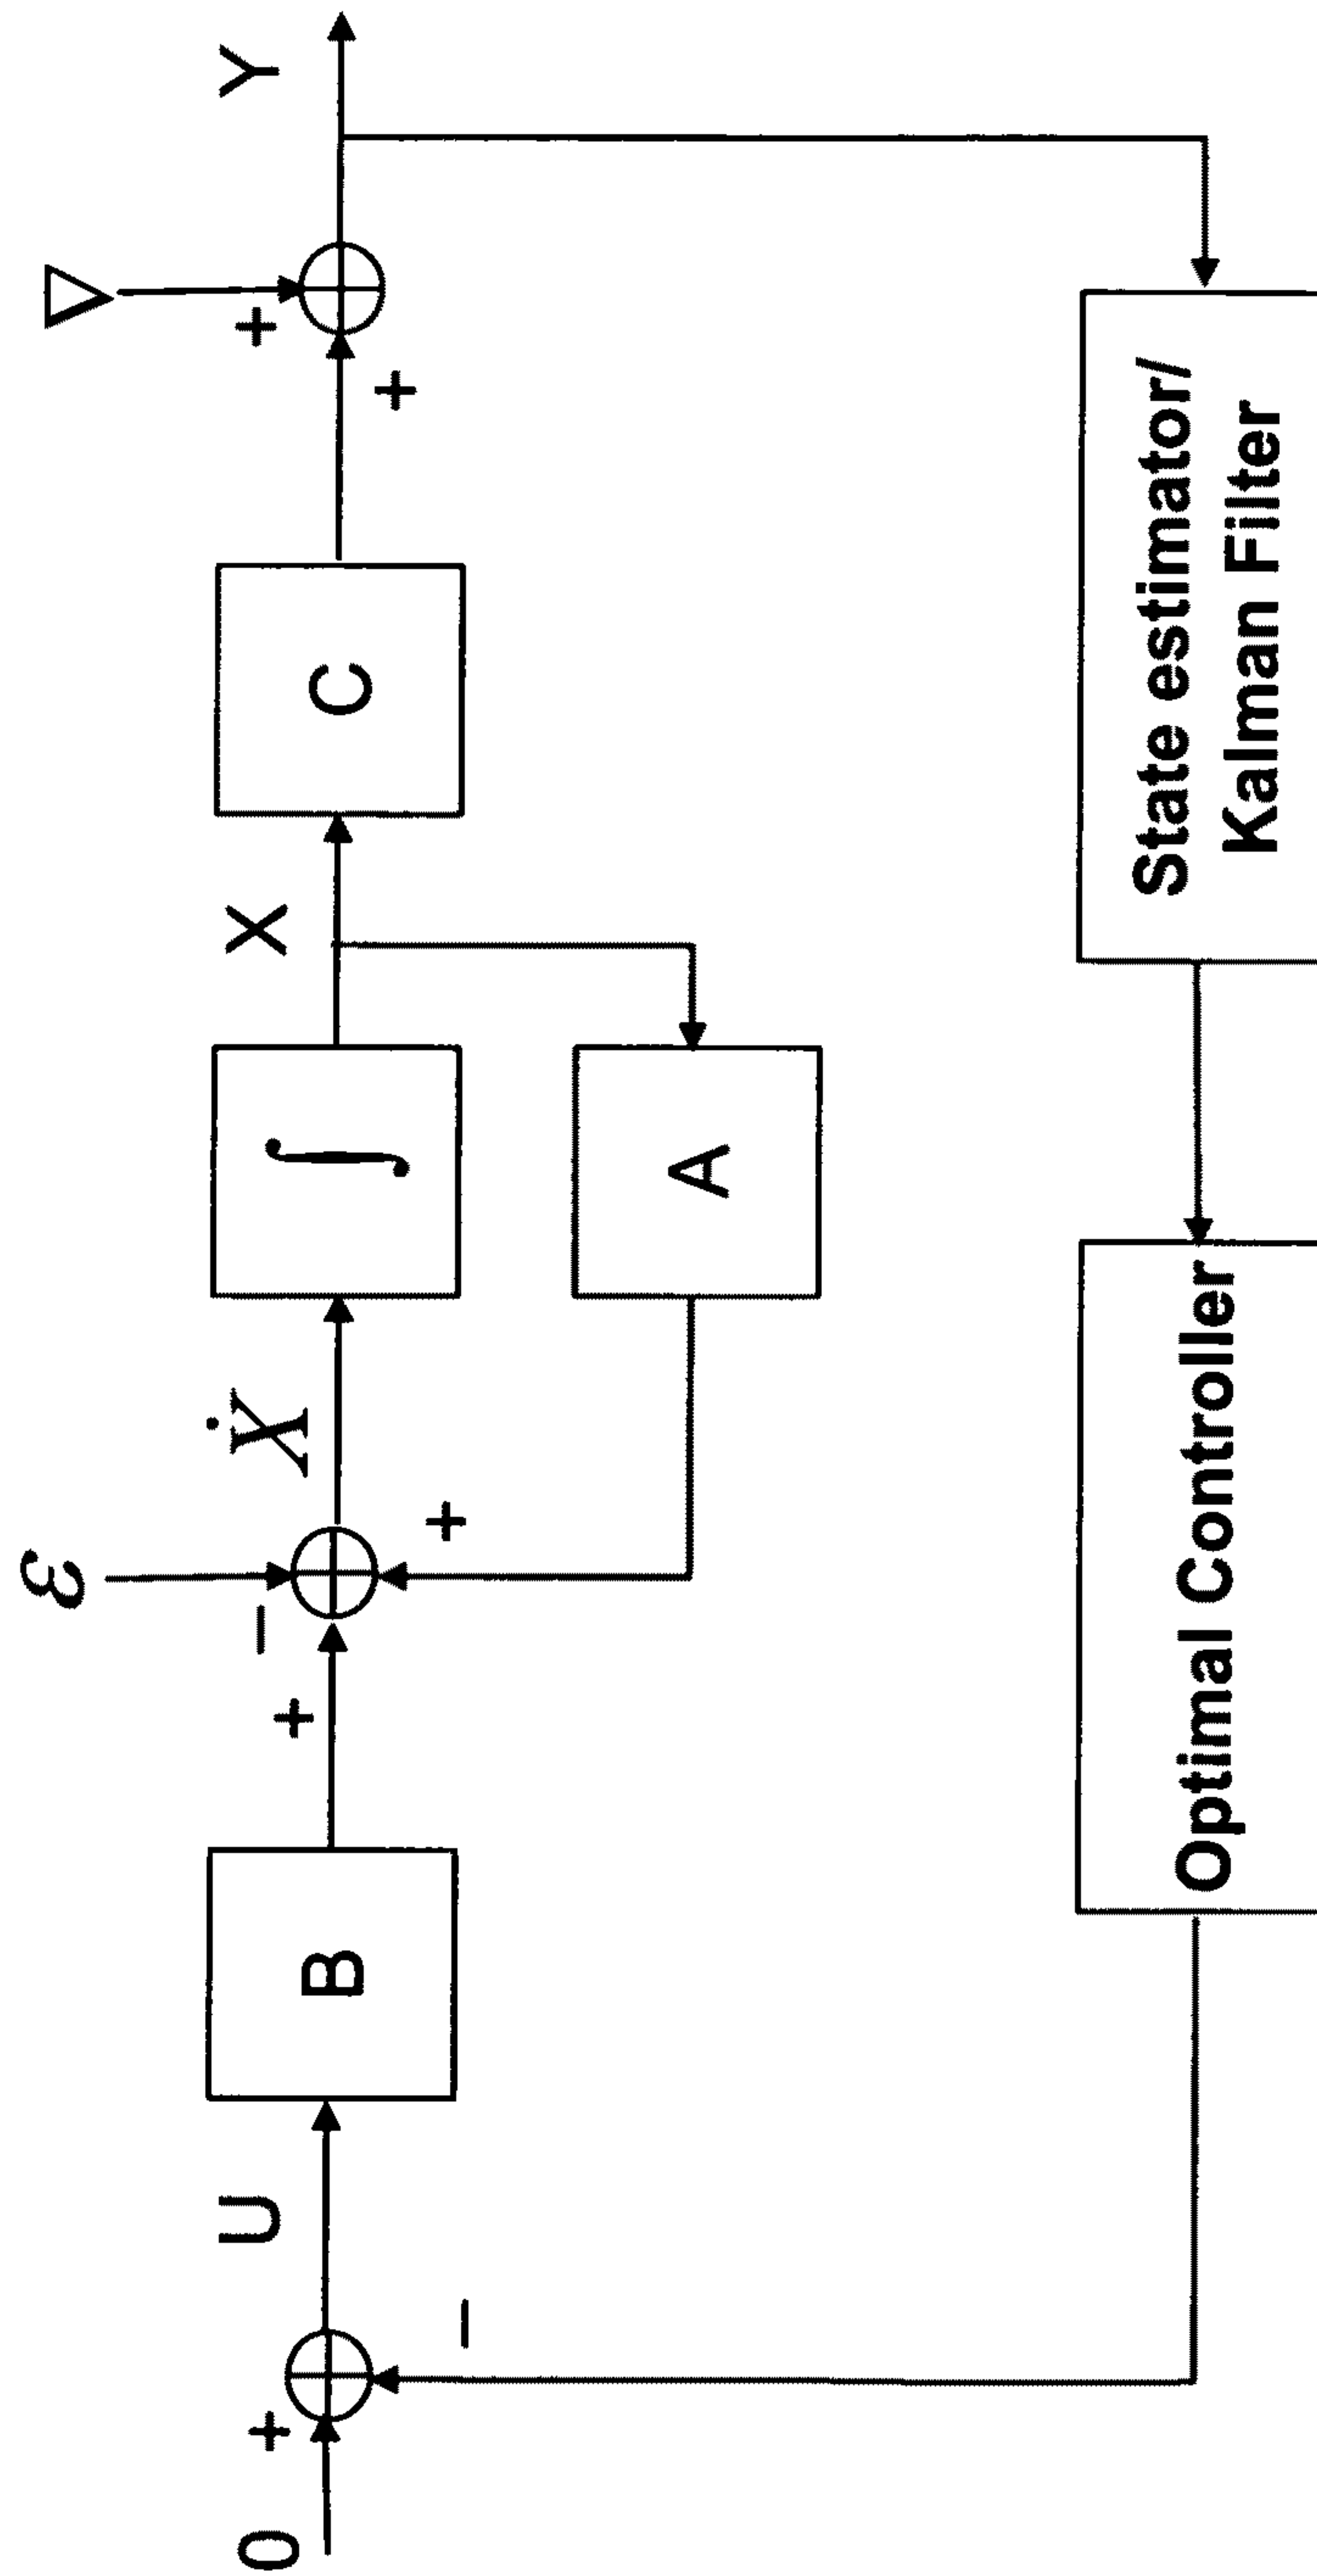 ε
∇
0
+
−
U
B
+
−
+
Ẋ
∫
X
A
C
+
+
Y
Optimal Controller
State estimator/
Kalman Filter